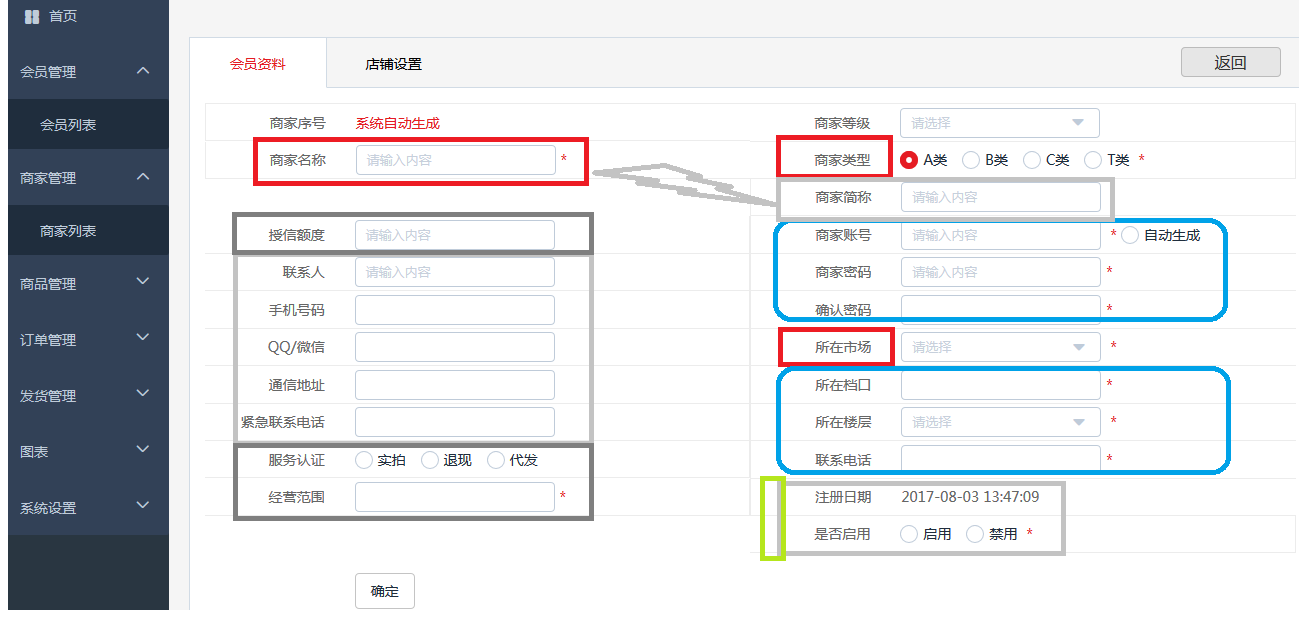 首页
会员管理
会员列表
商家管理
商家列表
商品管理
订单管理
发货管理
图表
系统设置
会员资料 店铺设置 返回
商家序号 系统自动生成 商家等级 请选择
商家名称 请输入内容 * 商家类型 A类 B类 C类 T类 *
商家简称 请输入内容
授信额度 请输入内容 商家账号 请输入内容 * 自动生成
联系人 请输入内容 商家密码 请输入内容 *
手机号码 确认密码 *
QQ/微信 所在市场 请选择 *
通信地址 所在档口 *
紧急联系电话 所在楼层 请选择 *
服务认证 实拍 退现 代发 联系电话 *
经营范围 * 注册日期 2017-08-03 13:47:09
是否启用 启用 禁用 *
确定